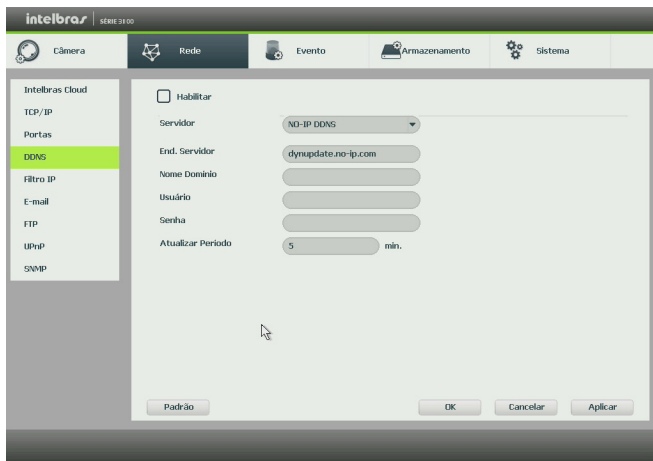 intelbras SÉRIE 3100
Câmera Rede Evento Armazenamento Sistema
Intelbras Cloud
TCP/IP
Portas
DDNS
Filtro IP
E-mail
FTP
UPnP
SNMP
Habilitar
Servidor NO-IP DDNS
End. Servidor dynupdate.no-ip.com
Nome Dominio
Usuário
Senha
Atualizar Periodo 5 min.
Padrão OK Cancelar Aplicar